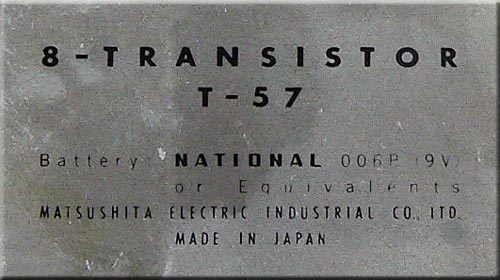 8-TRANSISTOR
T-57
Battery: NATIONAL 006P (9V)
or Equivalents
MATSUSHITA ELECTRIC INDUSTRIAL CO., LTD.
MADE IN JAPAN